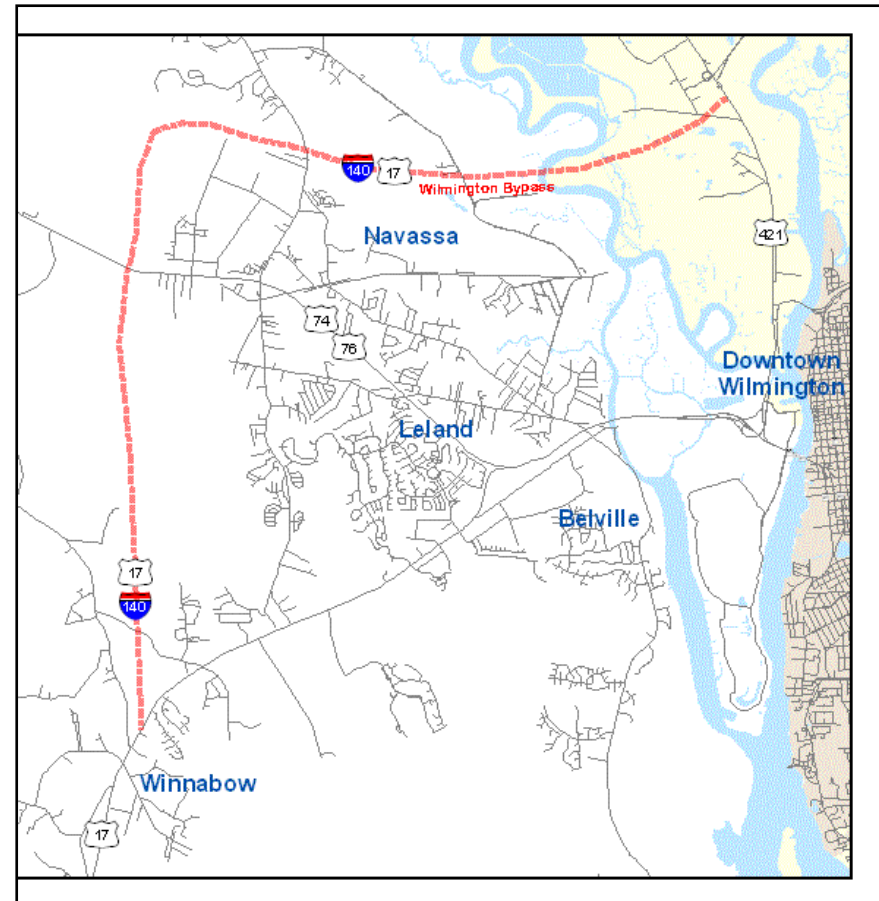 140
17
Wilmington Bypass
421
Navassa
74
76
Downtown
Wilmington
Leland
Belville
17
140
Winnabow
17